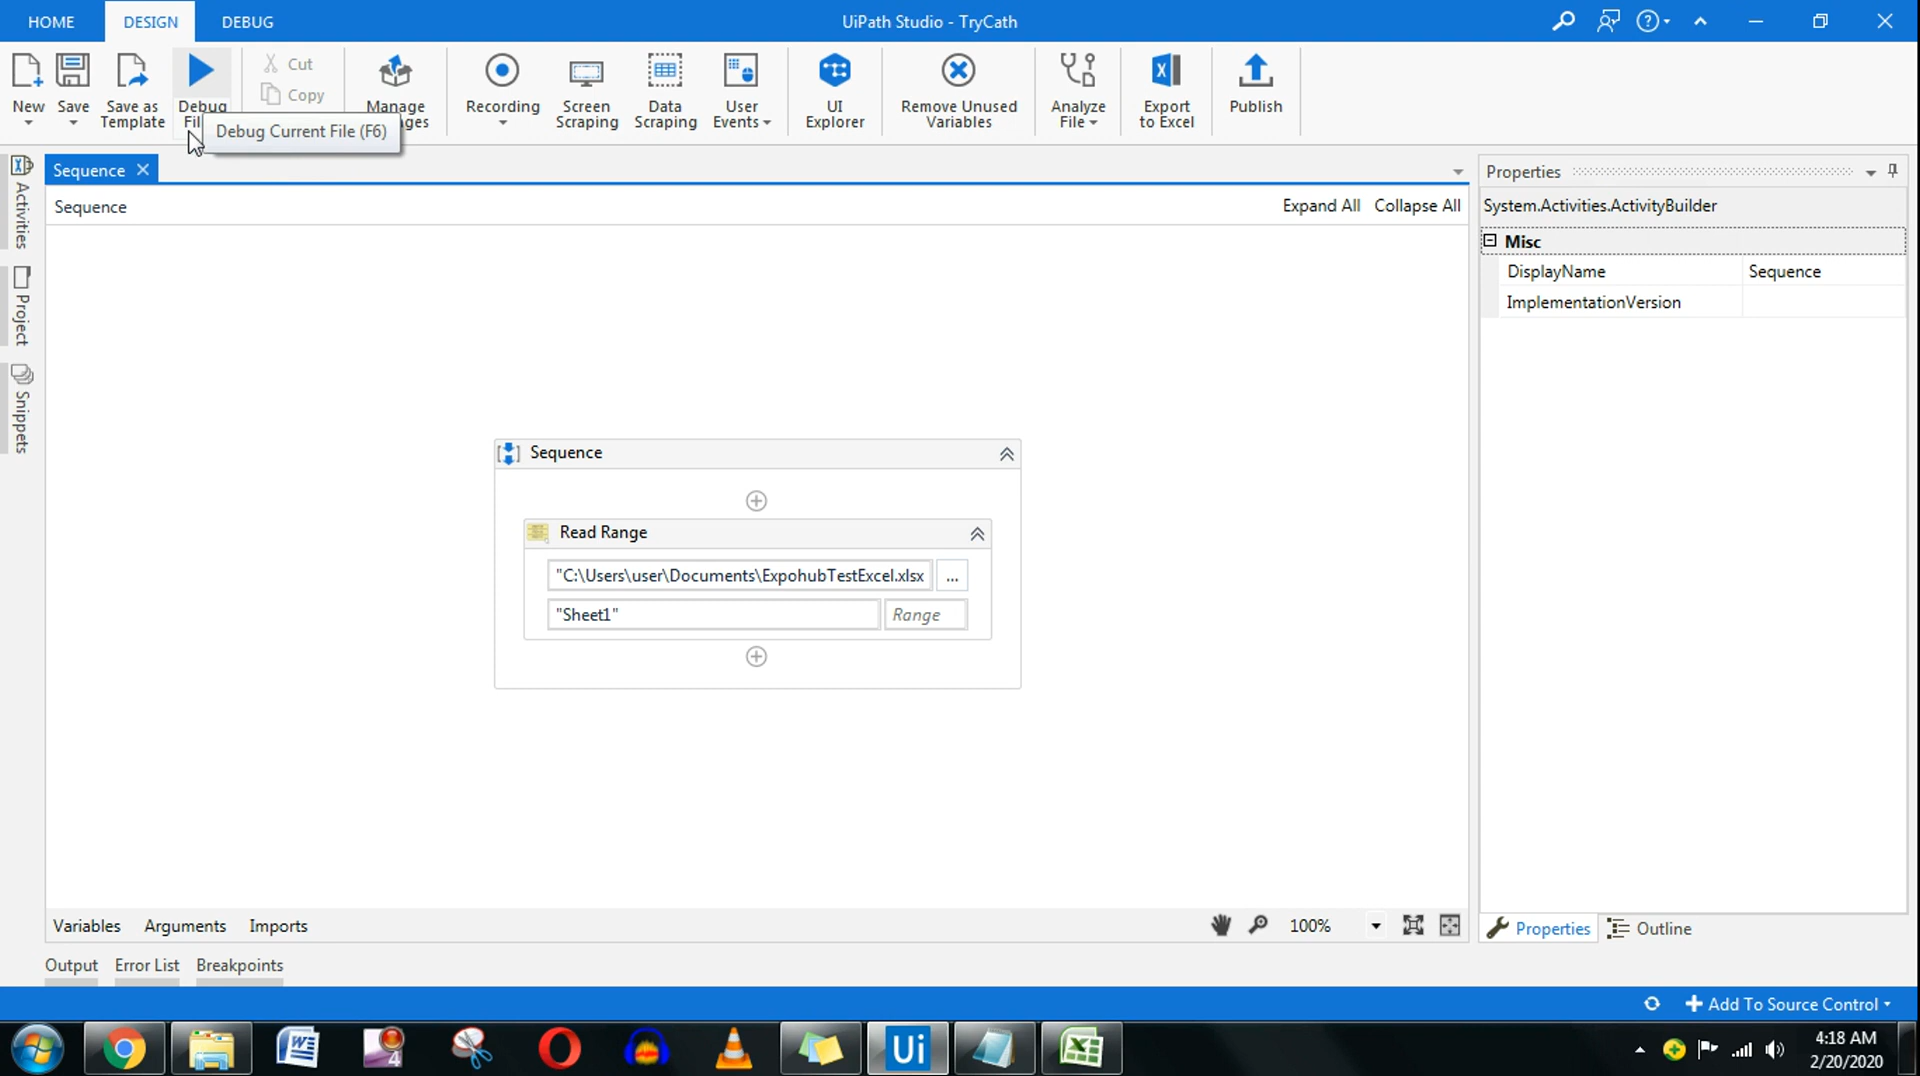 HOME DESIGN DEBUG UiPath Studio - TryCath
New Save Save as Template Debug Fil
Cut
Copy
Manage ges
Recording Screen Scraping Data Scraping User Events UI Explorer Remove Unused Variables Analyze File Export to Excel Publish
Debug Current File (F6)
Activities
Project
Snippets
Sequence
Sequence Expand All Collapse All
Sequence
Read Range
"C:\Users\user\Documents\ExpohubTestExcel.xlsx ...
"Sheet1" Range
Properties
System.Activities.ActivityBuilder
Misc
DisplayName Sequence
ImplementationVersion
Variables Arguments Imports 100%
Properties Outline
Output Error List Breakpoints
Add To Source Control
W 4 Ui X
4:18 AM
2/20/2020